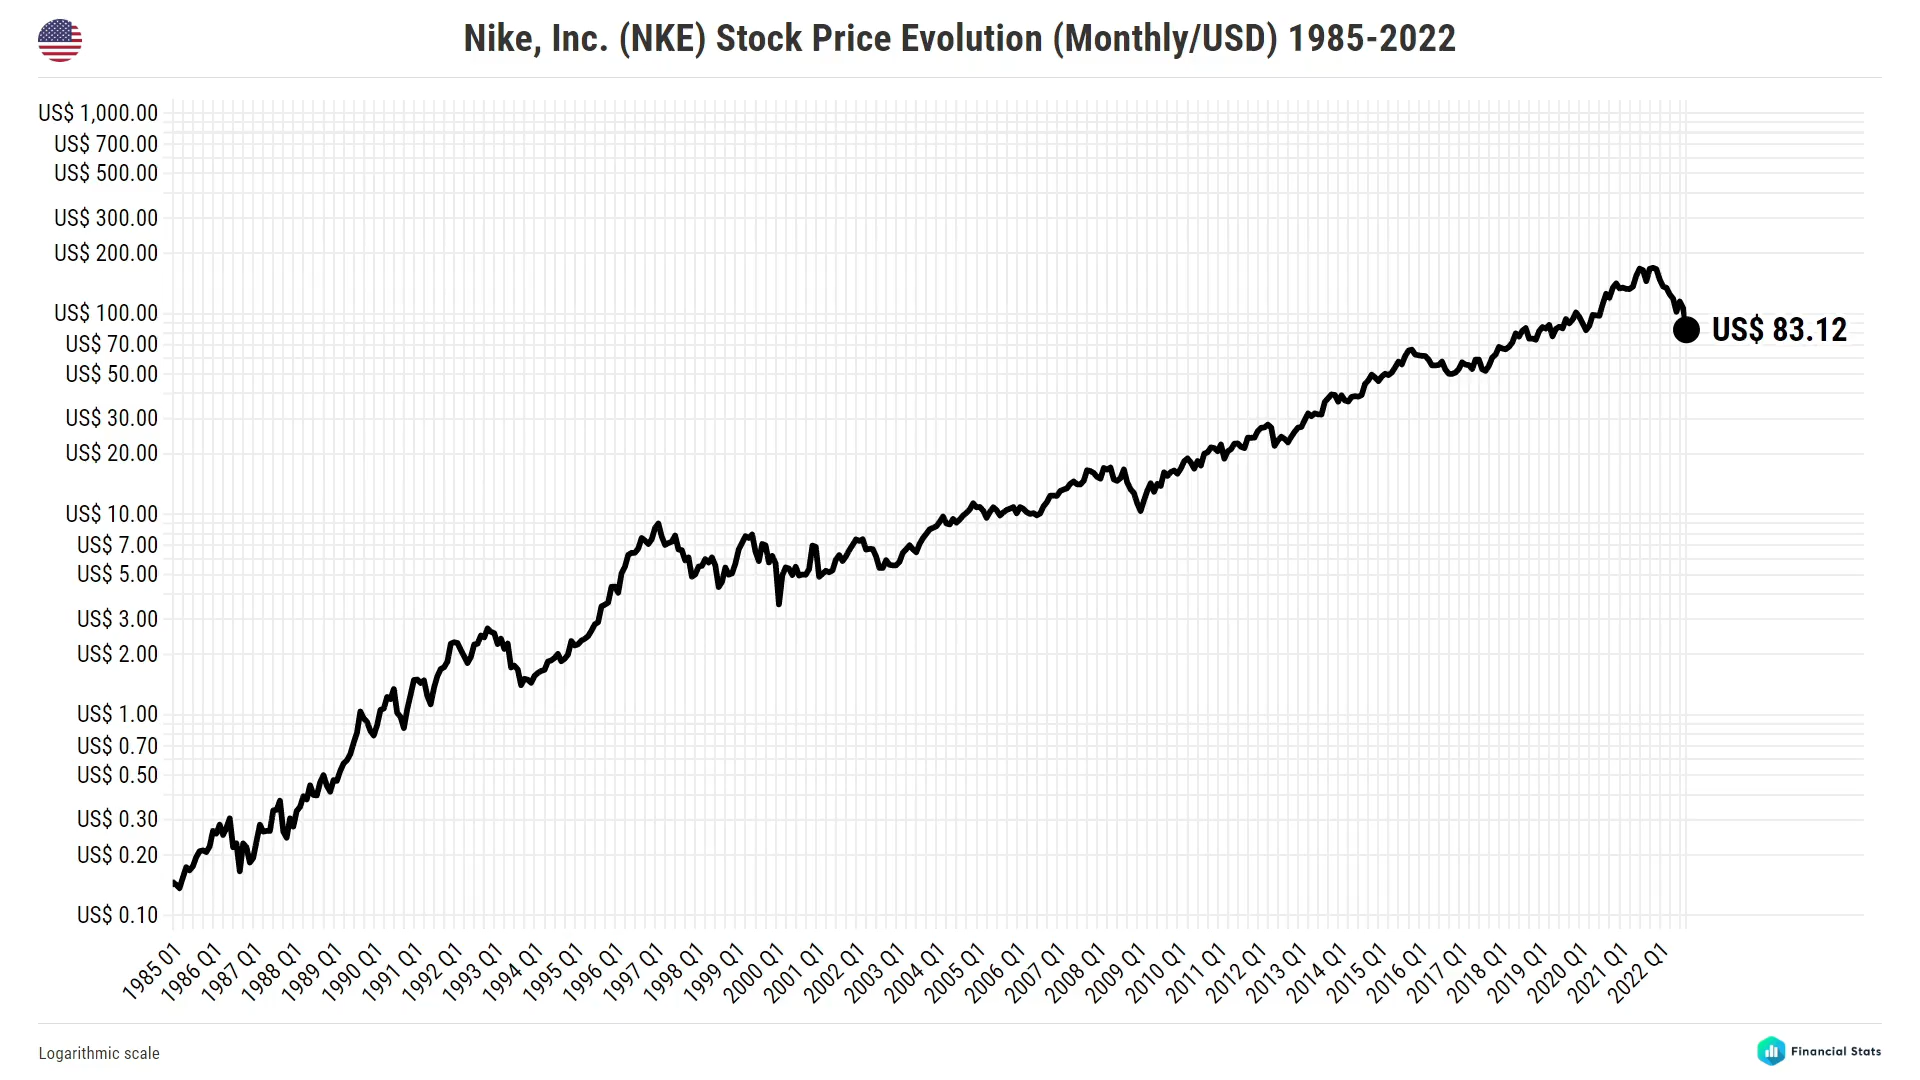 Nike, Inc. (NKE) Stock Price Evolution (Monthly/USD) 1985-2022
US$ 1,000.00
US$ 700.00
US$ 500.00
US$ 300.00
US$ 200.00
US$ 100.00
US$ 83.12
US$ 70.00
US$ 50.00
US$ 30.00
US$ 20.00
US$ 10.00
US$ 7.00
US$ 5.00
US$ 3.00
US$ 2.00
US$ 1.00
US$ 0.70
US$ 0.50
US$ 0.30
US$ 0.20
US$ 0.10
1985 Q1
1986 Q1
1987 Q1
1988 Q1
1989 Q1
1990 Q1
1991 Q1
1992 Q1
1993 Q1
1994 Q1
1995 Q1
1996 Q1
1997 Q1
1998 Q1
1999 Q1
2000 Q1
2001 Q1
2002 Q1
2003 Q1
2004 Q1
2005 Q1
2006 Q1
2007 Q1
2008 Q1
2009 Q1
2010 Q1
2011 Q1
2012 Q1
2013 Q1
2014 Q1
2015 Q1
2016 Q1
2017 Q1
2018 Q1
2019 Q1
2020 Q1
2021 Q1
2022 Q1
Logarithmic scale
Financial Stats